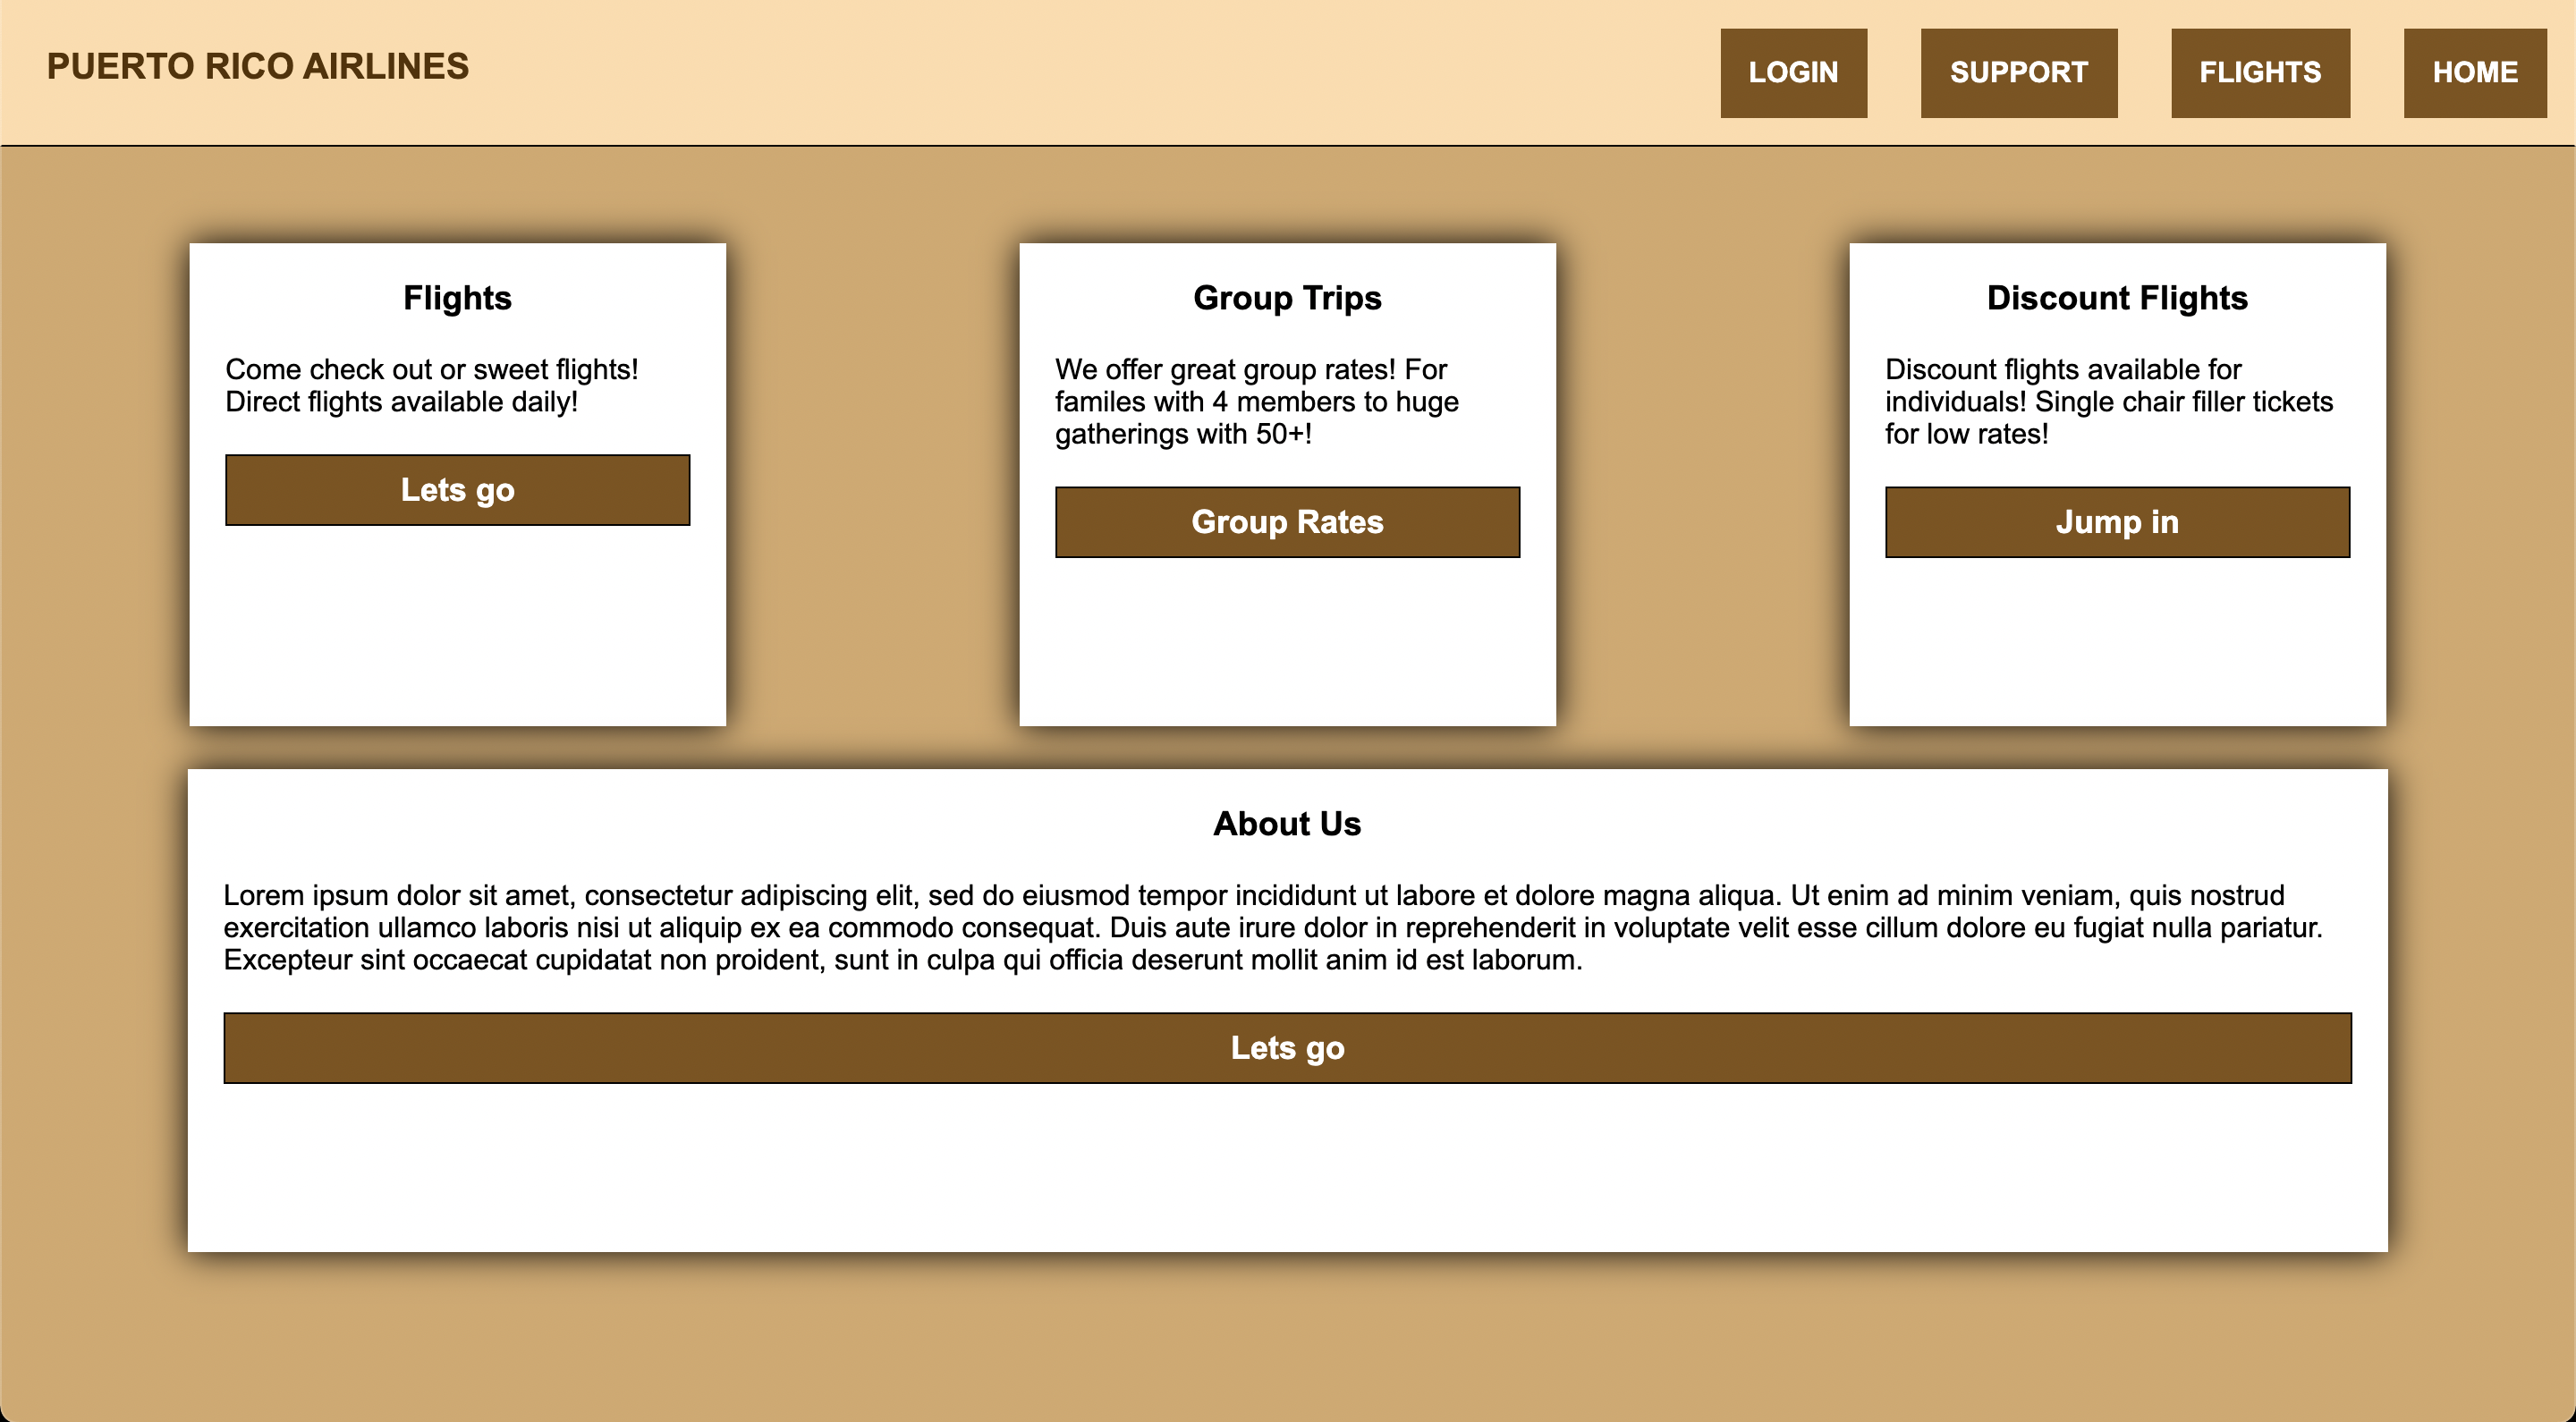 PUERTO RICO AIRLINES
LOGIN
SUPPORT
FLIGHTS
HOME
Flights
Come check out or sweet flights!
Direct flights available daily!
Lets go
Group Trips
We offer great group rates! For
familes with 4 members to huge
gatherings with 50+!
Group Rates
Discount Flights
Discount flights available for
individuals! Single chair filler tickets
for low rates!
Jump in
About Us
Lorem ipsum dolor sit amet, consectetur adipiscing elit, sed do eiusmod tempor incididunt ut labore et dolore magna aliqua. Ut enim ad minim veniam, quis nostrud
exercitation ullamco laboris nisi ut aliquip ex ea commodo consequat. Duis aute irure dolor in reprehenderit in voluptate velit esse cillum dolore eu fugiat nulla pariatur.
Excepteur sint occaecat cupidatat non proident, sunt in culpa qui officia deserunt mollit anim id est laborum.
Lets go